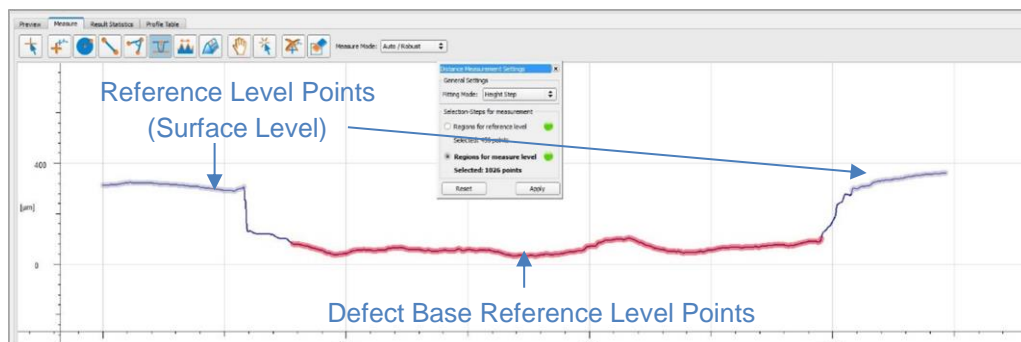 Preview Measure Result Statistics Profile Table
Measure Mode: Auto / Robust
Distance Measurement Settings
General Settings
Fitting Mode: Height Step
Selection-Steps for measurement
Regions for reference level
Regions for measure level
Selected: 1026 points
Reset Apply
Reference Level Points
(Surface Level)
400
[µm]
0
Defect Base Reference Level Points